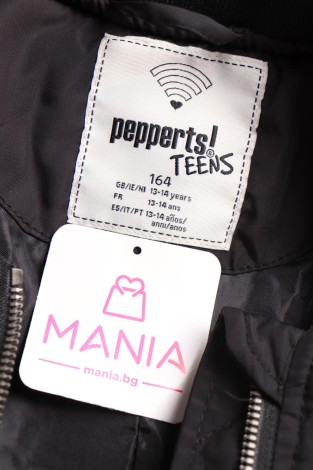 pepperts!®
TEENS
164
GB/IE/NI 13-14 years
FR 13-14 ans
ES/IT/PT 13-14 años/
anni/anos
MANIA
mania.bg